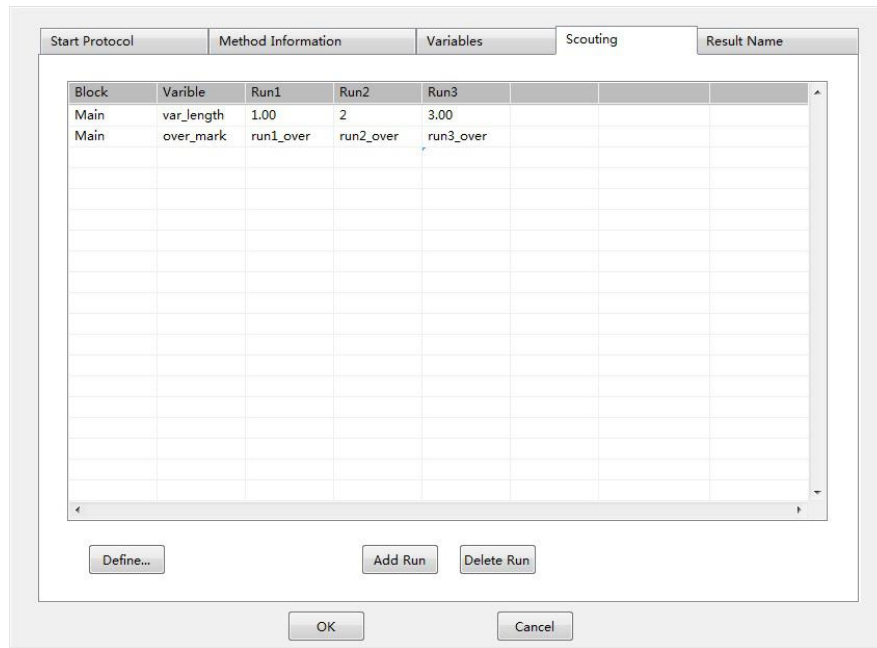 Start Protocol Method Information Variables Scouting Result Name
Block Varible Run1 Run2 Run3
Main var_length 1.00 2 3.00
Main over_mark run1_over run2_over run3_over
Define... Add Run Delete Run
OK Cancel